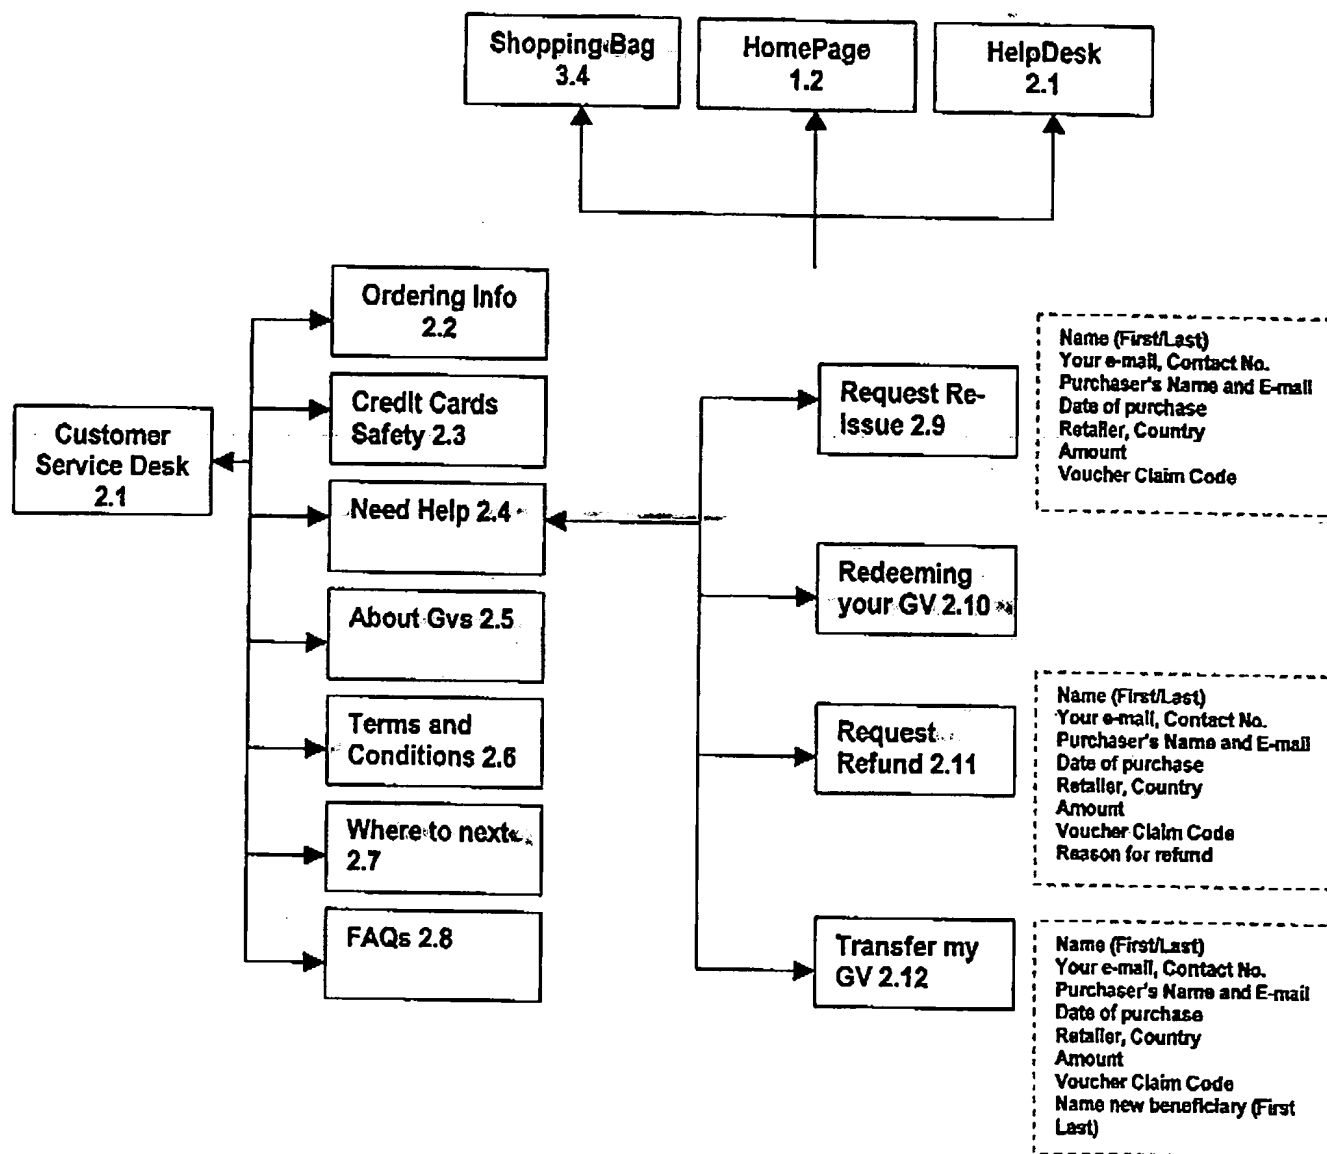 Shopping Bag
3.4
HomePage
1.2
HelpDesk
2.1
Ordering Info
2.2
Credit Cards
Safety 2.3
Customer
Service Desk
2.1
Need Help 2.4
About Gvs 2.5
Terms and
Conditions 2.6
Where to next
2.7
FAQs 2.8
Request Re-
Issue 2.9
Name (First/Last)
Your e-mail, Contact No.
Purchaser's Name and E-mail
Date of purchase
Retailer, Country
Amount
Voucher Claim Code
Redeeming
your GV 2.10
Request
Refund 2.11
Name (First/Last)
Your e-mail, Contact No.
Purchaser's Name and E-mail
Date of purchase
Retailer, Country
Amount
Voucher Claim Code
Reason for refund
Transfer my
GV 2.12
Name (First/Last)
Your e-mail, Contact No.
Purchaser's Name and E-mail
Date of purchase
Retailer, Country
Amount
Voucher Claim Code
Name new beneficiary (First
Last)